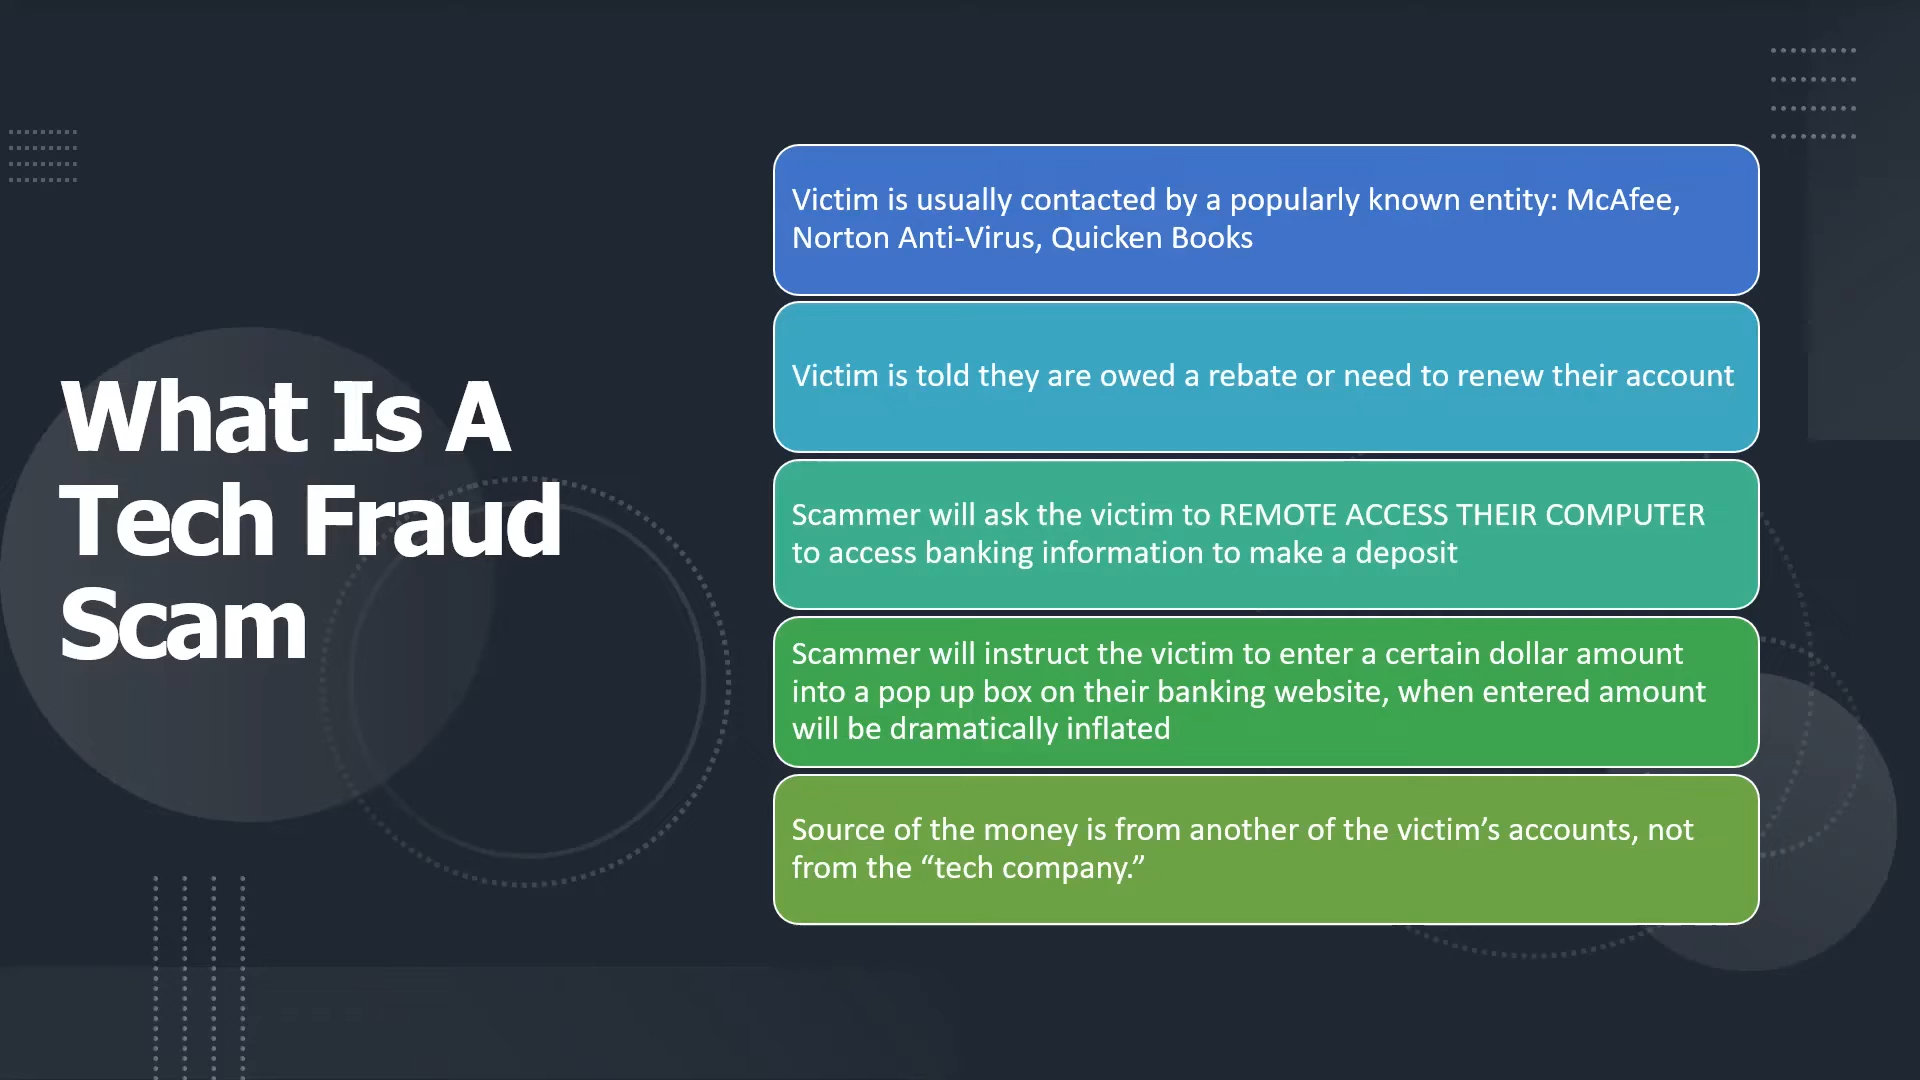 What Is A
Tech Fraud
Scam
Victim is usually contacted by a popularly known entity: McAfee,
Norton Anti-Virus, Quicken Books
Victim is told they are owed a rebate or need to renew their account
Scammer will ask the victim to REMOTE ACCESS THEIR COMPUTER
to access banking information to make a deposit
Scammer will instruct the victim to enter a certain dollar amount
into a pop up box on their banking website, when entered amount
will be dramatically inflated
Source of the money is from another of the victim’s accounts, not
from the “tech company.”